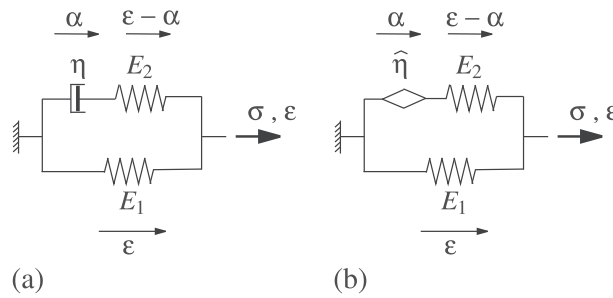 α ε−α α ε−α
η E₂ η̂ E₂
σ , ε σ , ε
E₁ E₁
ε ε
(a) (b)